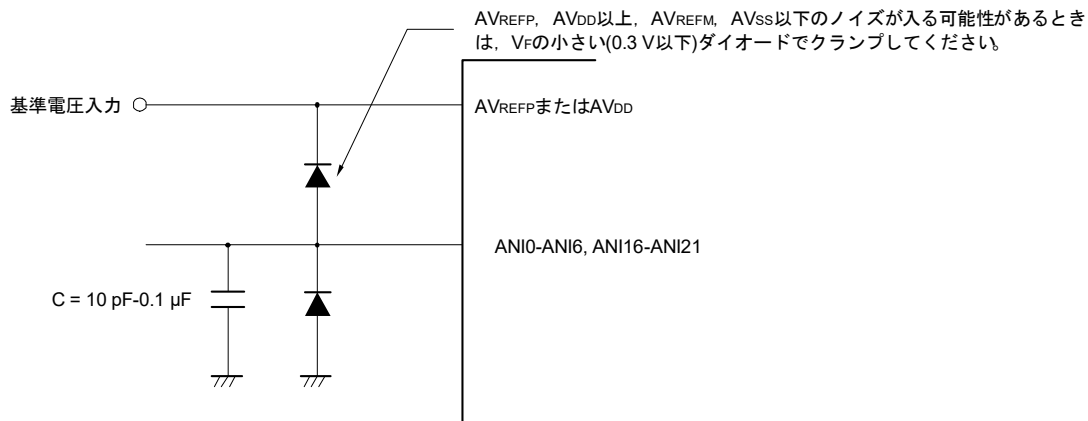 AVREFP，AVDD以上，AVREFM，AVSS以下のノイズが入る可能性があるとき
は，VFの小さい(0.3 V以下)ダイオードでクランプしてください。
基準電圧入力
AVREFPまたはAVDD
ANI0-ANI6, ANI16-ANI21
C = 10 pF-0.1 μF